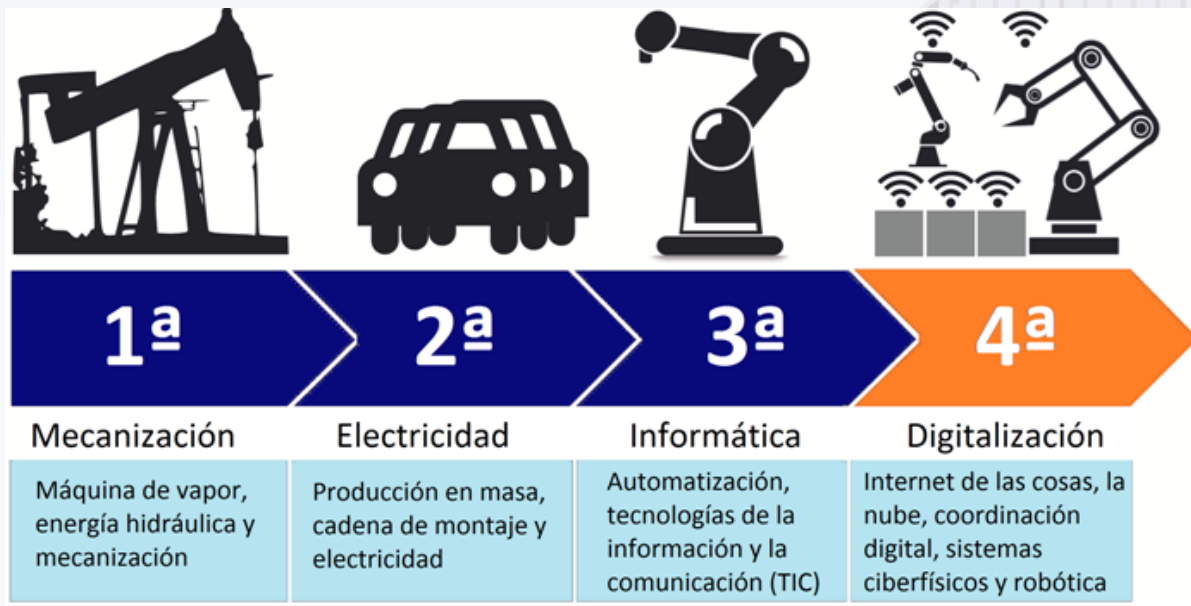 1ª
2ª
3ª
4ª
Mecanización
Electricidad
Informática
Digitalización
Máquina de vapor,
energía hidráulica y
mecanización
Producción en masa,
cadena de montaje y
electricidad
Automatización,
tecnologías de la
información y la
comunicación (TIC)
Internet de las cosas, la
nube, coordinación
digital, sistemas
ciberfísicos y robótica